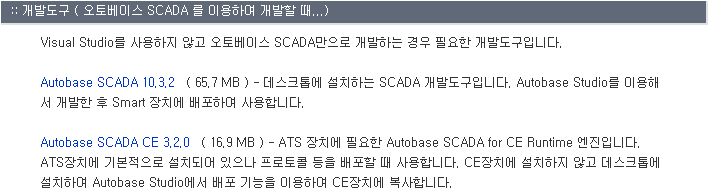 :: 개발도구 ( 오토베이스 SCADA 를 이용하여 개발할 때...)
Visual Studio를 사용하지 않고 오토베이스 SCADA만으로 개발하는 경우 필요한 개발도구입니다.
Autobase SCADA 10.3.2 ( 65.7 MB ) - 데스크톱에 설치하는 SCADA 개발도구입니다. Autobase Studio를 이용해
서 개발한 후 Smart 장치에 배포하여 사용합니다.
Autobase SCADA CE 3.2.0 ( 16.9 MB ) - ATS 장치에 필요한 Autobase SCADA for CE Runtime 엔진입니다.
ATS장치에 기본적으로 설치되어 있으나 프로토콜 등을 배포할 때 사용합니다. CE장치에 설치하지 않고 데스크톱에
설치하여 Autobase Studio에서 배포 기능을 이용하여 CE장치에 복사합니다.